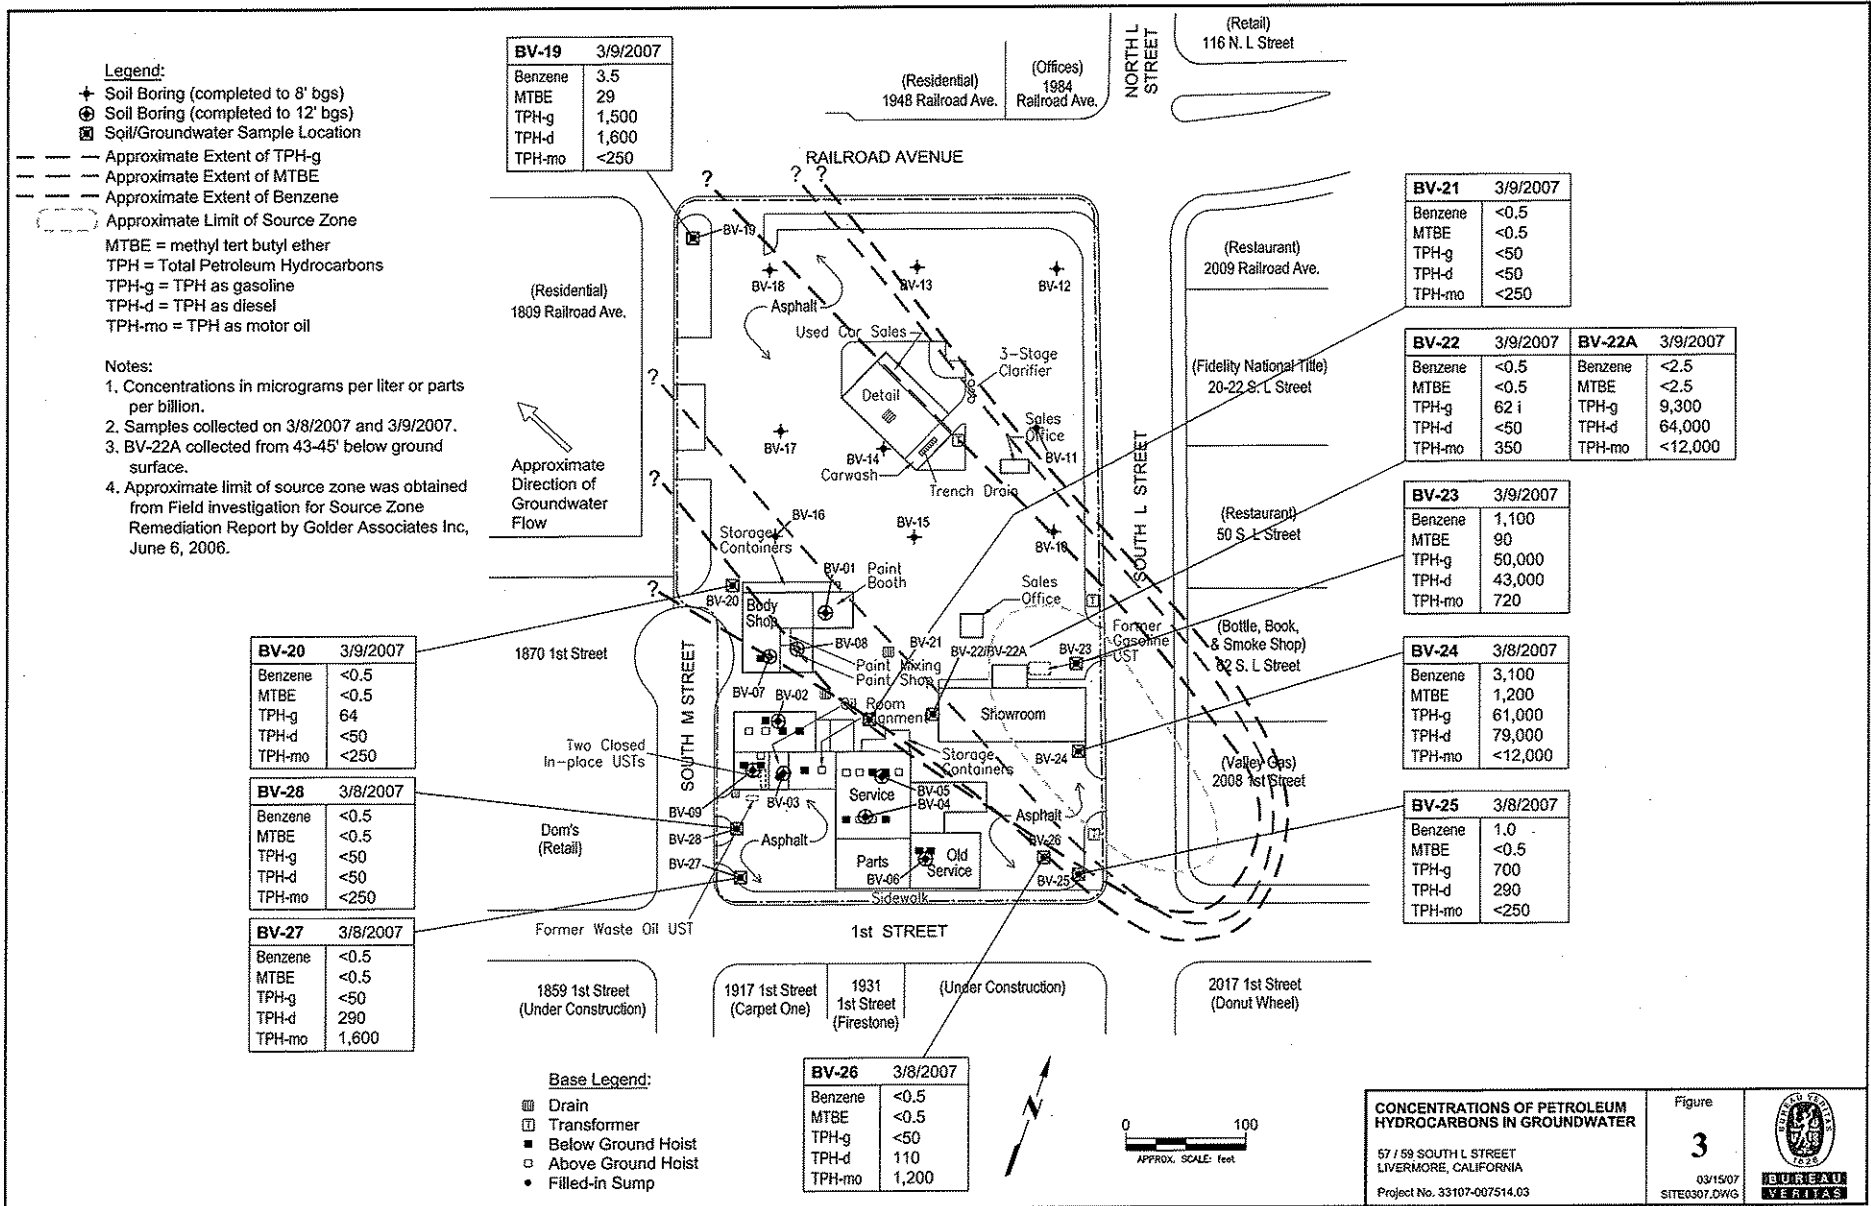 Legend:
Soil Boring (completed to 8' bgs)
Soil Boring (completed to 12' bgs)
Soil/Groundwater Sample Location
Approximate Extent of TPH-g
Approximate Extent of MTBE
Approximate Extent of Benzene
Approximate Limit of Source Zone
MTBE = methyl tert butyl ether
TPH = Total Petroleum Hydrocarbons
TPH-g = TPH as gasoline
TPH-d = TPH as diesel
TPH-mo = TPH as motor oil
Notes:
1. Concentrations in micrograms per liter or parts
per billion.
2. Samples collected on 3/8/2007 and 3/9/2007.
3. BV-22A collected from 43-45' below ground
surface.
4. Approximate limit of source zone was obtained
from Field investigation for Source Zone
Remediation Report by Golder Associates Inc,
June 6, 2006.
BV-19 3/9/2007
Benzene 3.5
MTBE 29
TPH-g 1,500
TPH-d 1,600
TPH-mo <250
(Residential)
1948 Railroad Ave.
(Offices)
1984
Railroad Ave.
NORTH L
STREET
(Retail)
116 N. L Street
RAILROAD AVENUE
? ? ?
BV-19
BV-18
BV-13
BV-12
Asphalt
Used Car Sales
3-Stage
Clarifier
Detail
Sales
Office
BV-17
BV-14
Carwash
BV-11
T
Trench Drain
(Residential)
1809 Railroad Ave.
Approximate
Direction of
Groundwater
Flow
?
?
?
BV-16
BV-15
BV-10
Storage
Containers
BV-01
Paint
Booth
Sales
Office
T
BV-20
Body
Shop
BV-08
BV-21
BV-22/BV-22A
BV-23
Former
Gasoline
UST
Paint Mixing
Paint Shop
BV-07
BV-02
Oil Room
Alignment
Showroom
Two Closed
In-place USTs
Storage
Containers
BV-24
BV-09
BV-03
Service
BV-05
BV-04
BV-28
Asphalt
Asphalt
T
BV-26
BV-27
Parts
BV-06
Old
Service
BV-25
Sidewalk
Former Waste Oil UST
1st STREET
SOUTH M STREET
SOUTH L STREET
1870 1st Street
Dom's
(Retail)
(Restaurant)
2009 Railroad Ave.
(Fidelity National Title)
20-22 S. L Street
(Restaurant)
50 S. L Street
(Bottle, Book,
& Smoke Shop)
62 S. L Street
(Valley Gas)
2008 1st Street
1859 1st Street
(Under Construction)
1917 1st Street
(Carpet One)
1931
1st Street
(Firestone)
(Under Construction)
2017 1st Street
(Donut Wheel)
BV-21 3/9/2007
Benzene <0.5
MTBE <0.5
TPH-g <50
TPH-d <50
TPH-mo <250
BV-22 3/9/2007 BV-22A 3/9/2007
Benzene <0.5 Benzene <2.5
MTBE <0.5 MTBE <2.5
TPH-g 62 i TPH-g 9,300
TPH-d <50 TPH-d 64,000
TPH-mo 350 TPH-mo <12,000
BV-23 3/9/2007
Benzene 1,100
MTBE 90
TPH-g 50,000
TPH-d 43,000
TPH-mo 720
BV-24 3/8/2007
Benzene 3,100
MTBE 1,200
TPH-g 61,000
TPH-d 79,000
TPH-mo <12,000
BV-25 3/8/2007
Benzene 1.0
MTBE <0.5
TPH-g 700
TPH-d 290
TPH-mo <250
BV-20 3/9/2007
Benzene <0.5
MTBE <0.5
TPH-g 64
TPH-d <50
TPH-mo <250
BV-28 3/8/2007
Benzene <0.5
MTBE <0.5
TPH-g <50
TPH-d <50
TPH-mo <250
BV-27 3/8/2007
Benzene <0.5
MTBE <0.5
TPH-g <50
TPH-d 290
TPH-mo 1,600
BV-26 3/8/2007
Benzene <0.5
MTBE <0.5
TPH-g <50
TPH-d 110
TPH-mo 1,200
Base Legend:
Drain
T Transformer
Below Ground Hoist
Above Ground Hoist
Filled-in Sump
N
0 100
APPROX. SCALE: feet
CONCENTRATIONS OF PETROLEUM
HYDROCARBONS IN GROUNDWATER
57 / 59 SOUTH L STREET
LIVERMORE, CALIFORNIA
Project No. 33107-007514.03
Figure
3
03/15/07
SITE0307.DWG
BUREAU VERITAS
1828
BUREAU
VERITAS